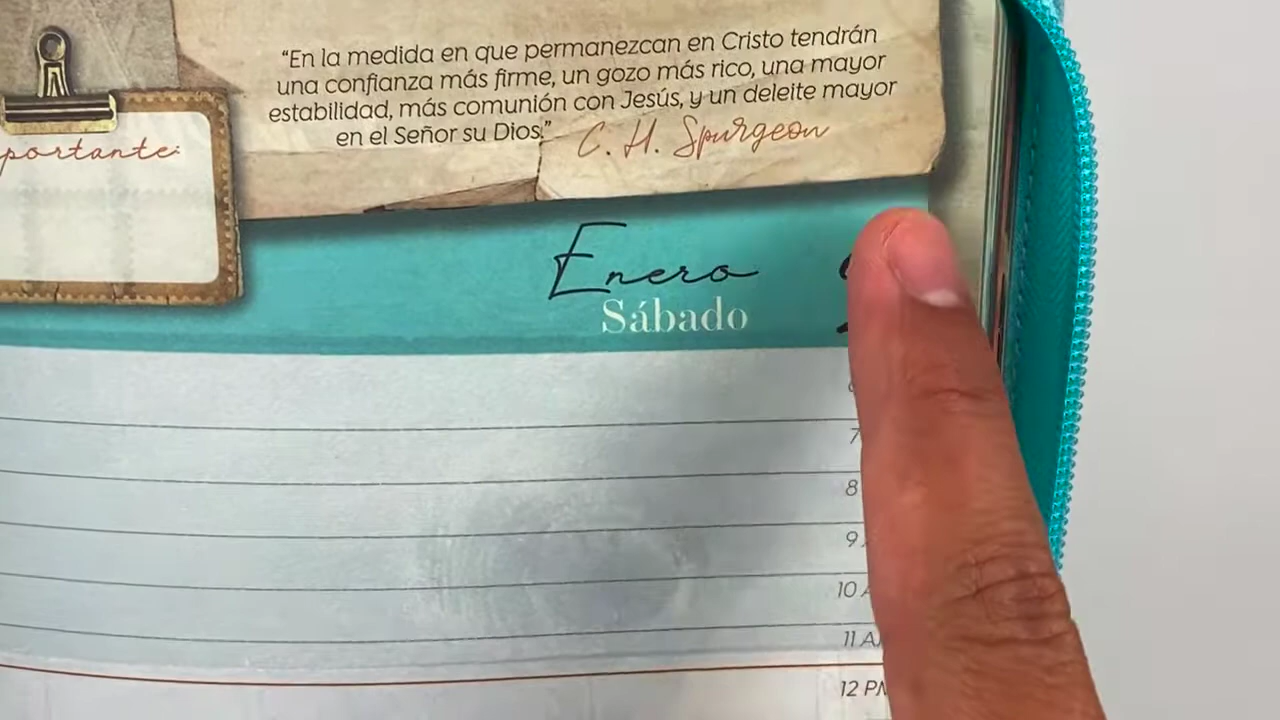 “En la medida en que permanezcan en Cristo tendrán
una confianza más firme, un gozo más rico, una mayor
estabilidad, más comunión con Jesús, y un deleite mayor
en el Señor su Dios.” C. H. Spurgeon
Enero
Sábado
7
8
9
10
11
12